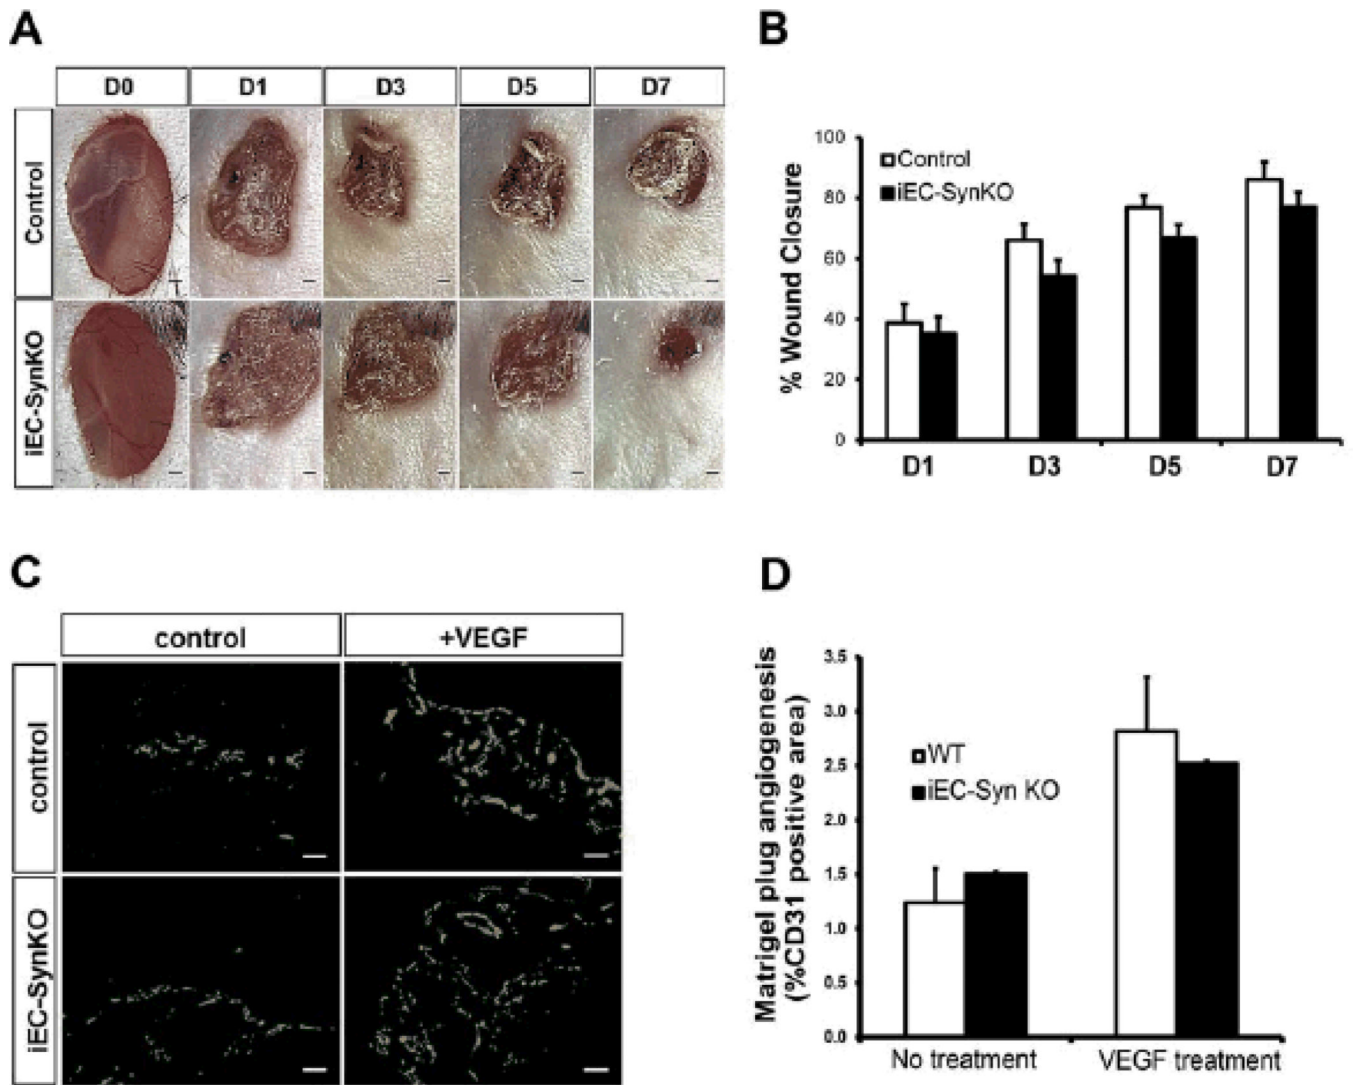 A
D0 D1 D3 D5 D7
Control
iEC-SynKO
B
% Wound Closure
100
80
60
40
20
0
Control
iEC-SynKO
D1 D3 D5 D7
C
control +VEGF
control
iEC-SynKO
D
Matrigel plug angiogenesis
(%CD31 positive area)
3.5
3.0
2.5
2.0
1.5
1.0
0.5
0.0
WT
iEC-Syn KO
No treatment VEGF treatment